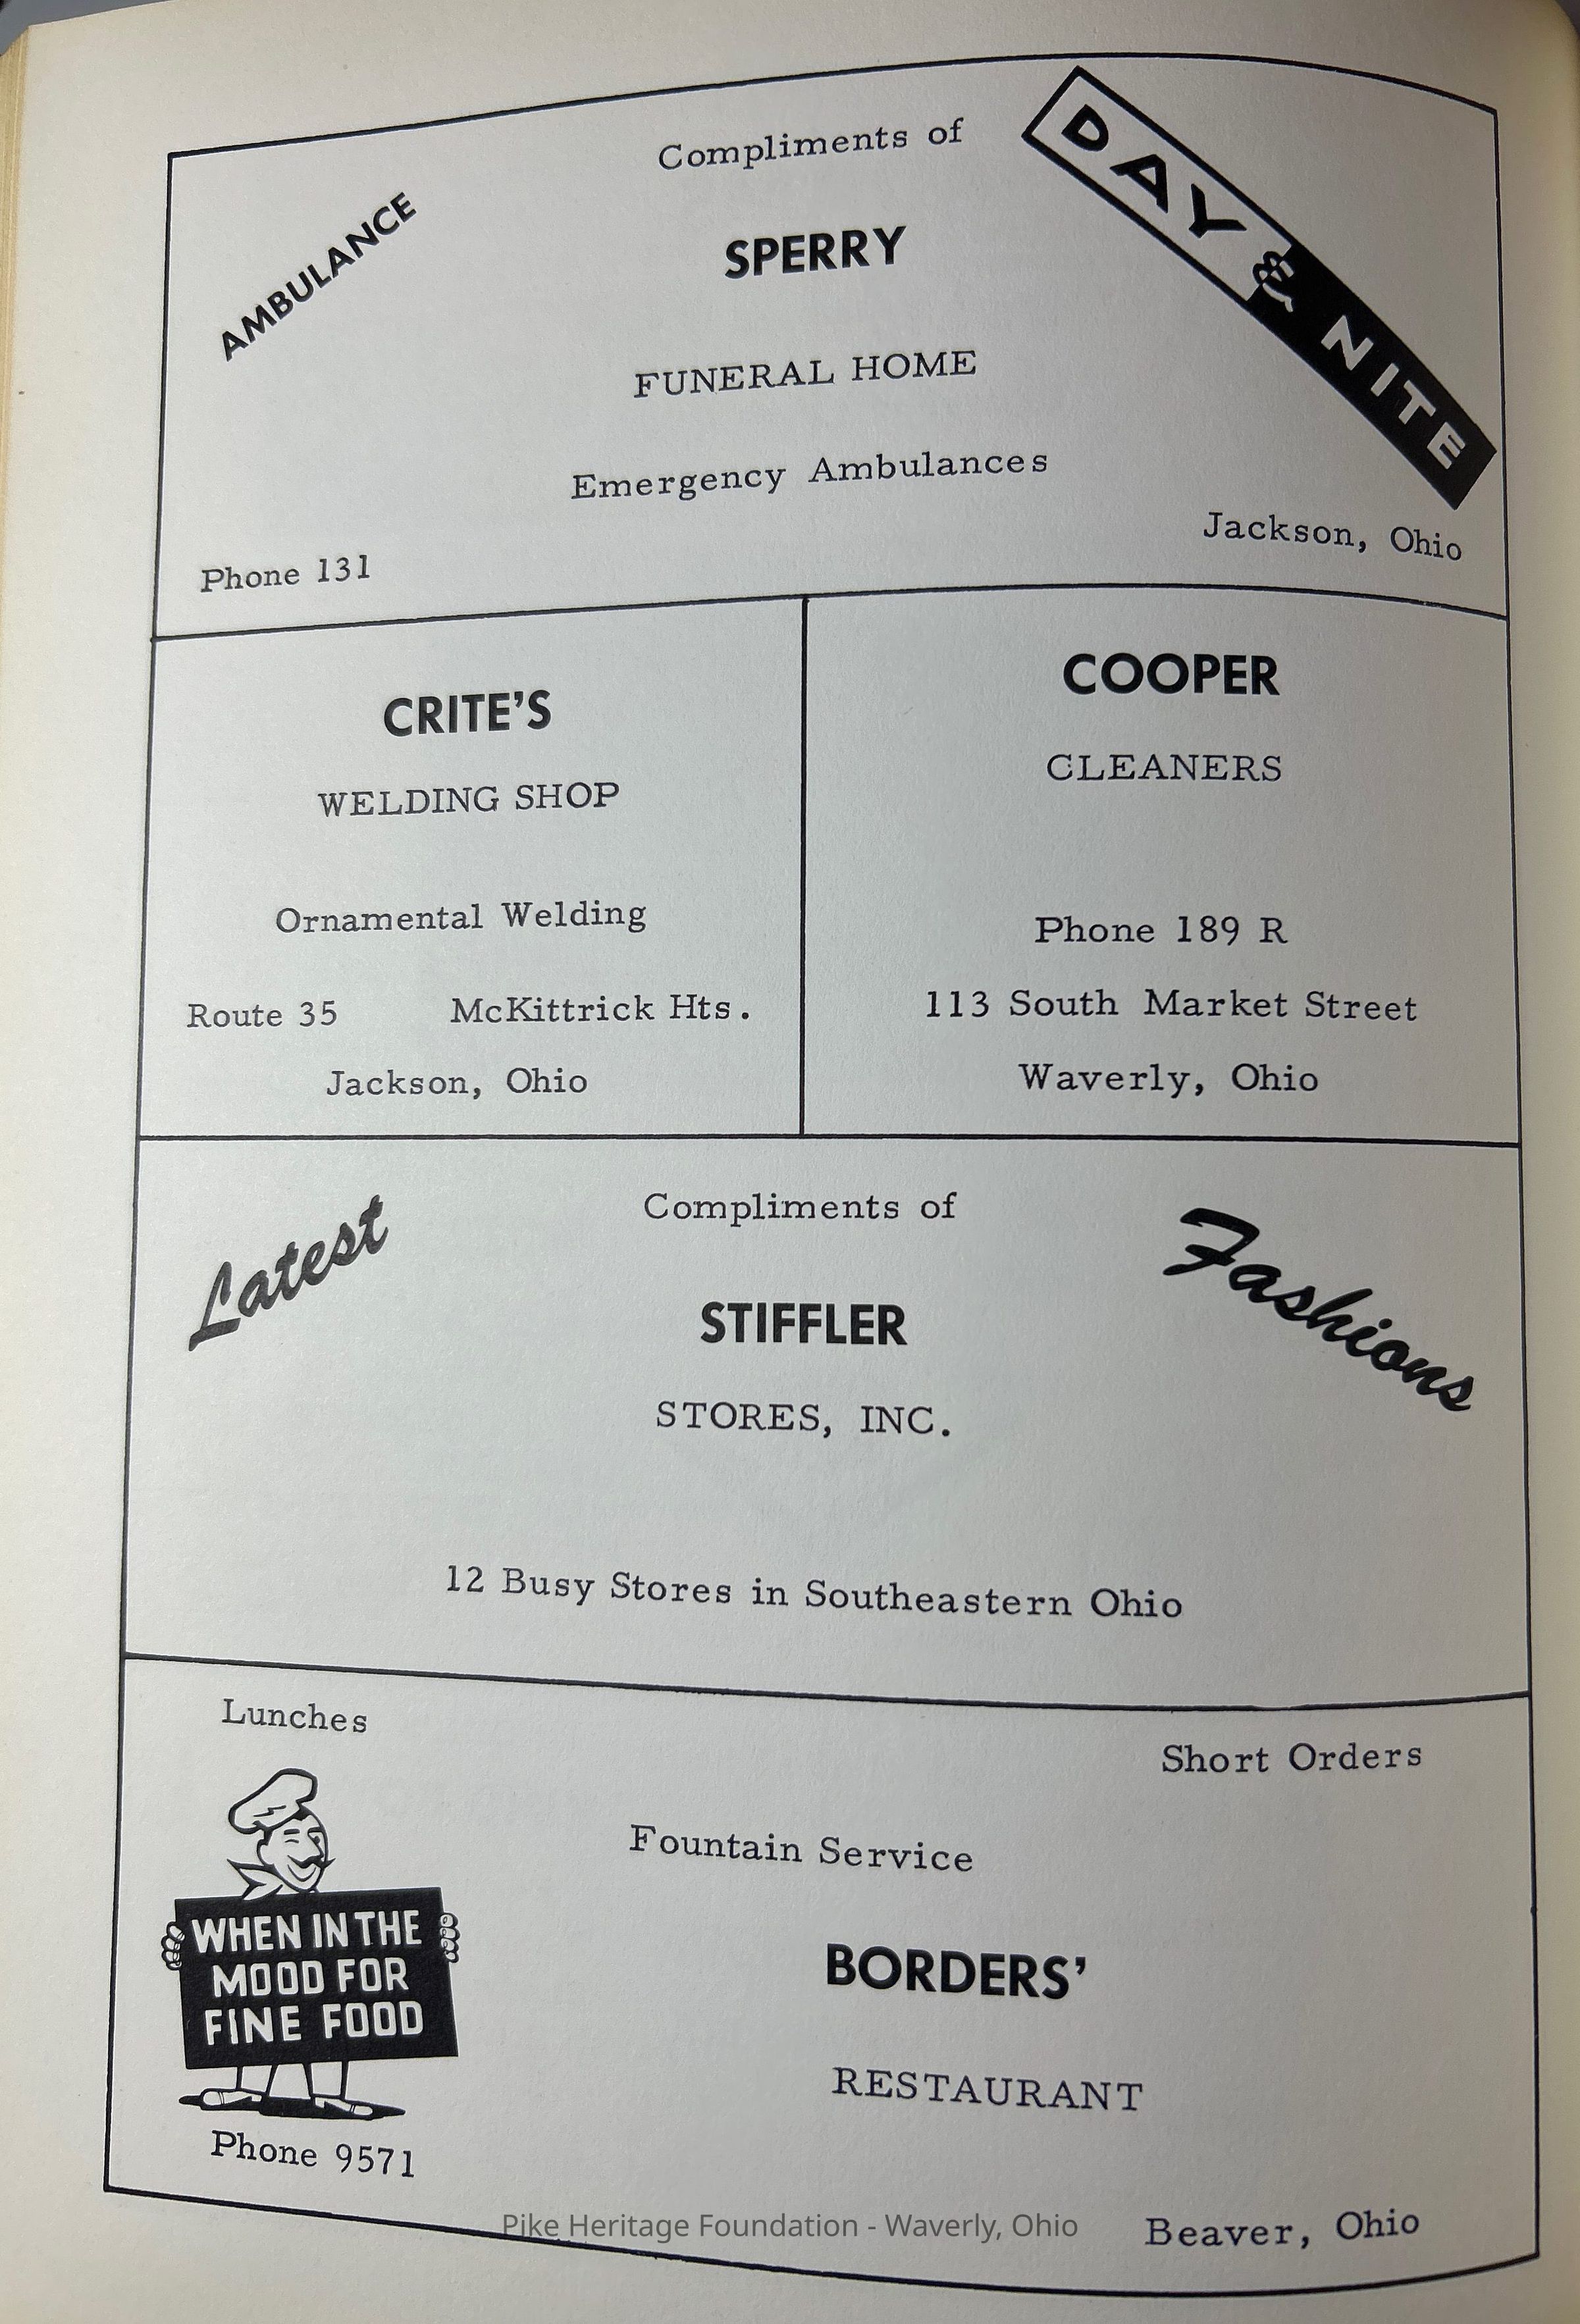 Compliments of
DAY & NITE
AMBULANCE
SPERRY
FUNERAL HOME
Emergency Ambulances
Phone 131
Jackson, Ohio
CRITE'S
WELDING SHOP
Ornamental Welding
Route 35 McKittrick Hts.
Jackson, Ohio
COOPER
CLEANERS
Phone 189 R
113 South Market Street
Waverly, Ohio
Latest
Compliments of
Fashions
STIFFLER
STORES, INC.
12 Busy Stores in Southeastern Ohio
Lunches
Short Orders
Fountain Service
WHEN IN THE
MOOD FOR
FINE FOOD
BORDERS'
RESTAURANT
Phone 9571
Beaver, Ohio
Pike Heritage Foundation - Waverly, Ohio